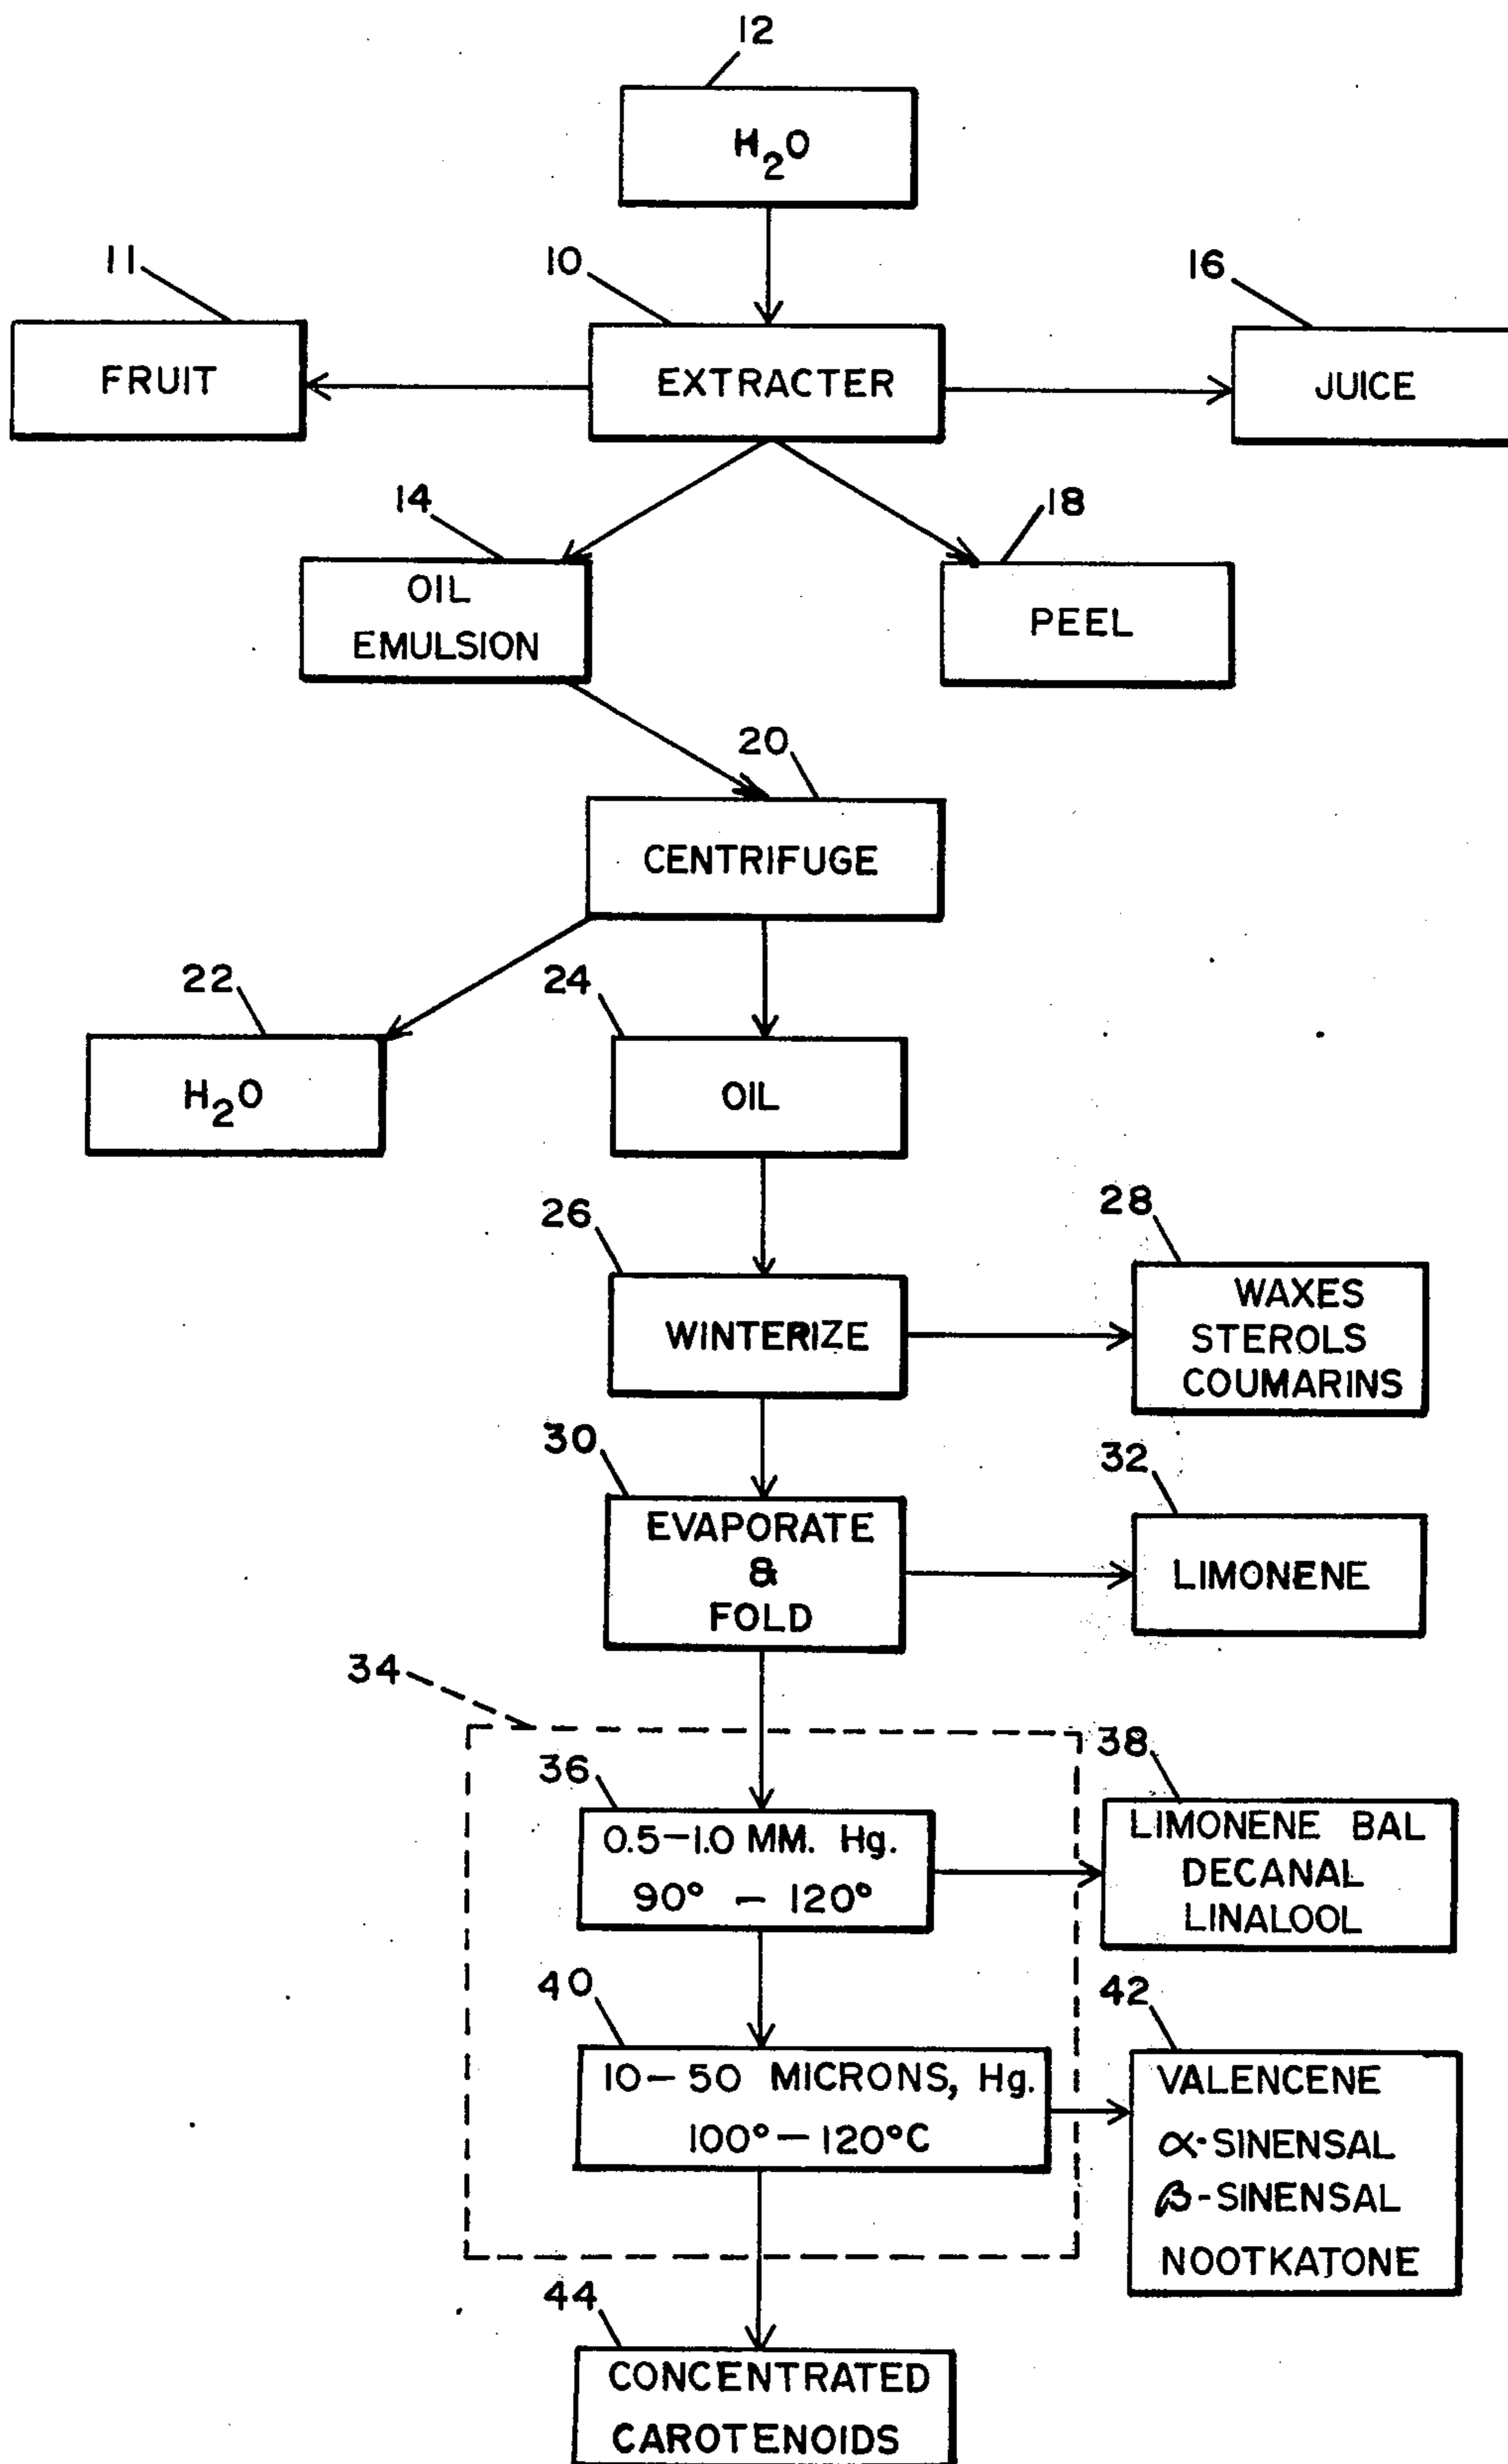 12
H₂O
11
10
16
FRUIT
EXTRACTER
JUICE
14
18
OIL
EMULSION
PEEL
20
CENTRIFUGE
22
24
H₂O
OIL
26
28
WINTERIZE
WAXES
STEROLS
COUMARINS
30
32
EVAPORATE
&
FOLD
LIMONENE
34
36
38
0.5-1.0 MM. Hg.
90° - 120°
LIMONENE BAL
DECANAL
LINALOOL
40
42
10-50 MICRONS, Hg.
100°-120°C
VALENCENE
α-SINENSAL
β-SINENSAL
NOOTKATONE
44
CONCENTRATED
CAROTENOIDS